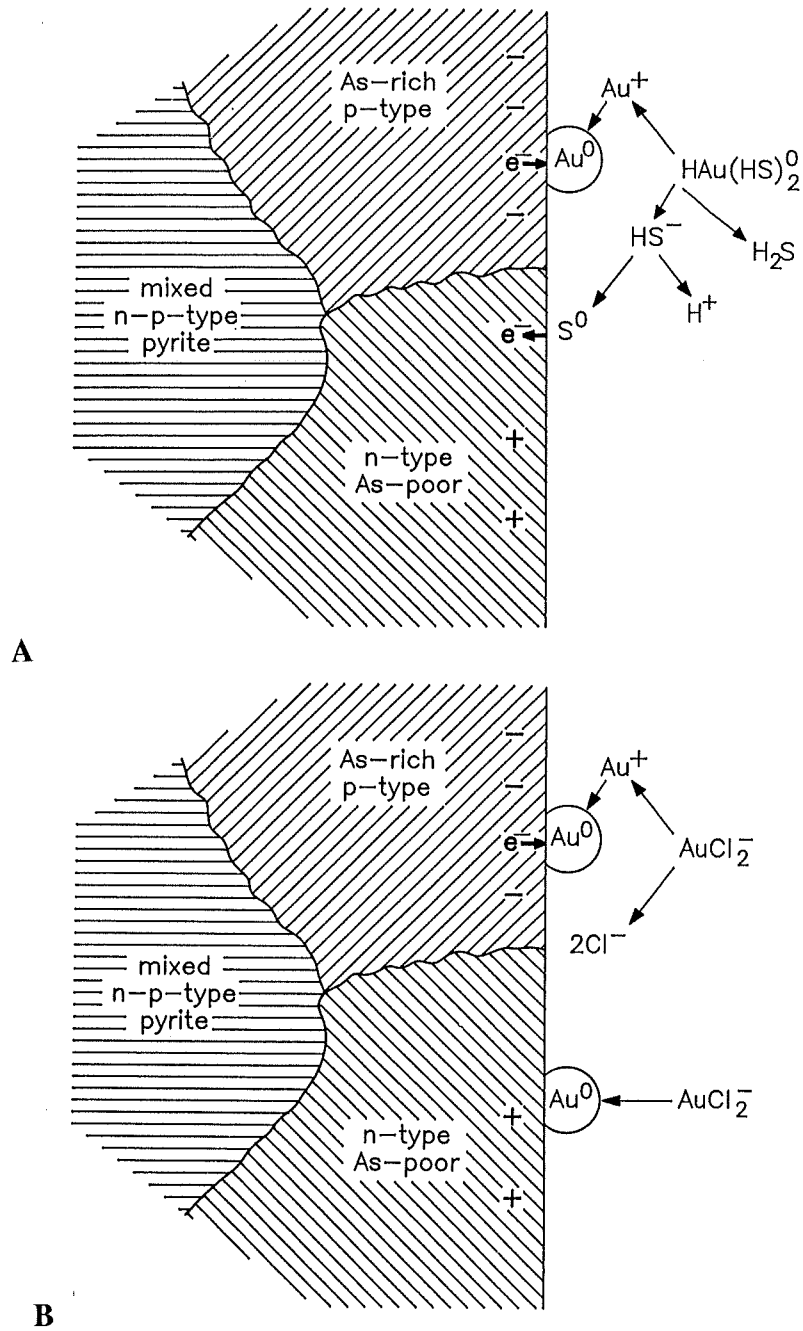 As-rich
p-type
Au⁺
e⁻
Au⁰
HAu(HS)₂⁰
HS⁻
H₂S
mixed
n-p-type
pyrite
H⁺
e⁻
S⁰
n-type
As-poor
+
+
−
−
−
A
As-rich
p-type
Au⁺
e⁻
Au⁰
AuCl₂⁻
2Cl⁻
mixed
n-p-type
pyrite
Au⁰
AuCl₂⁻
n-type
As-poor
+
+
−
−
−
B